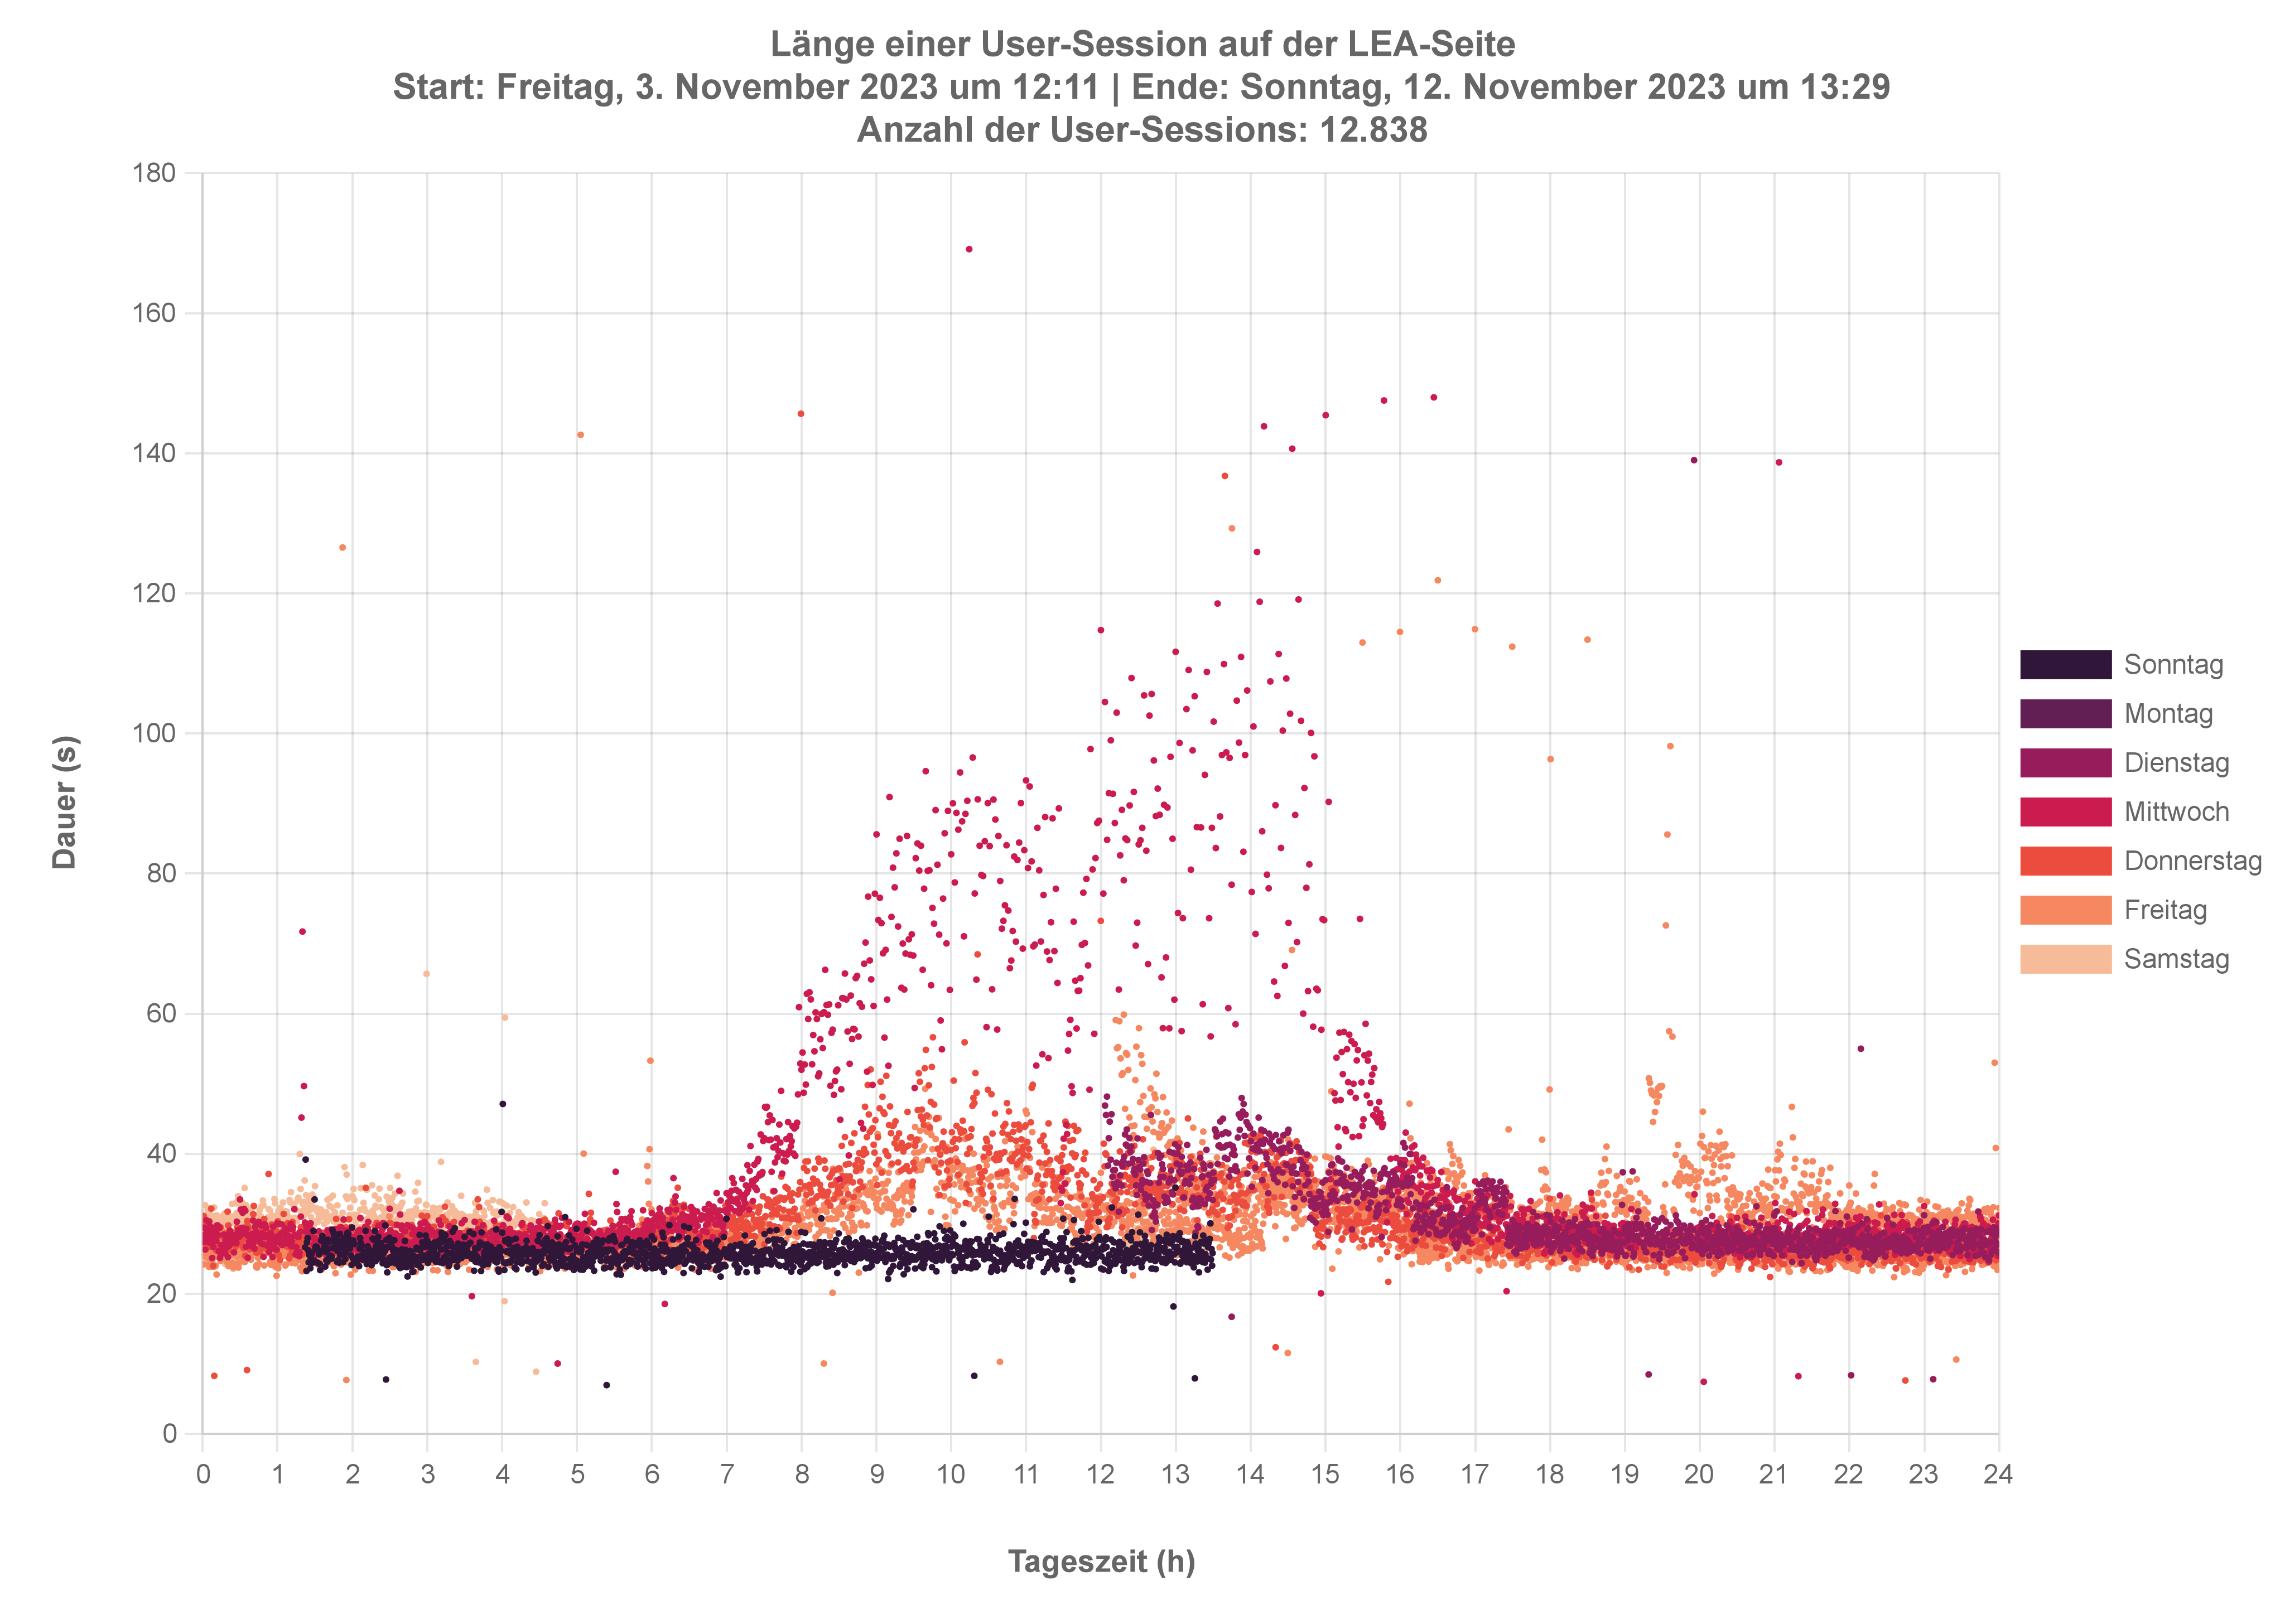 Länge einer User-Session auf der LEA-Seite
Start: Freitag, 3. November 2023 um 12:11 | Ende: Sonntag, 12. November 2023 um 13:29
Anzahl der User-Sessions: 12.838
180
160
140
120
100
80
60
40
20
0
Dauer (s)
0 1 2 3 4 5 6 7 8 9 10 11 12 13 14 15 16 17 18 19 20 21 22 23 24
Tageszeit (h)
Sonntag
Montag
Dienstag
Mittwoch
Donnerstag
Freitag
Samstag